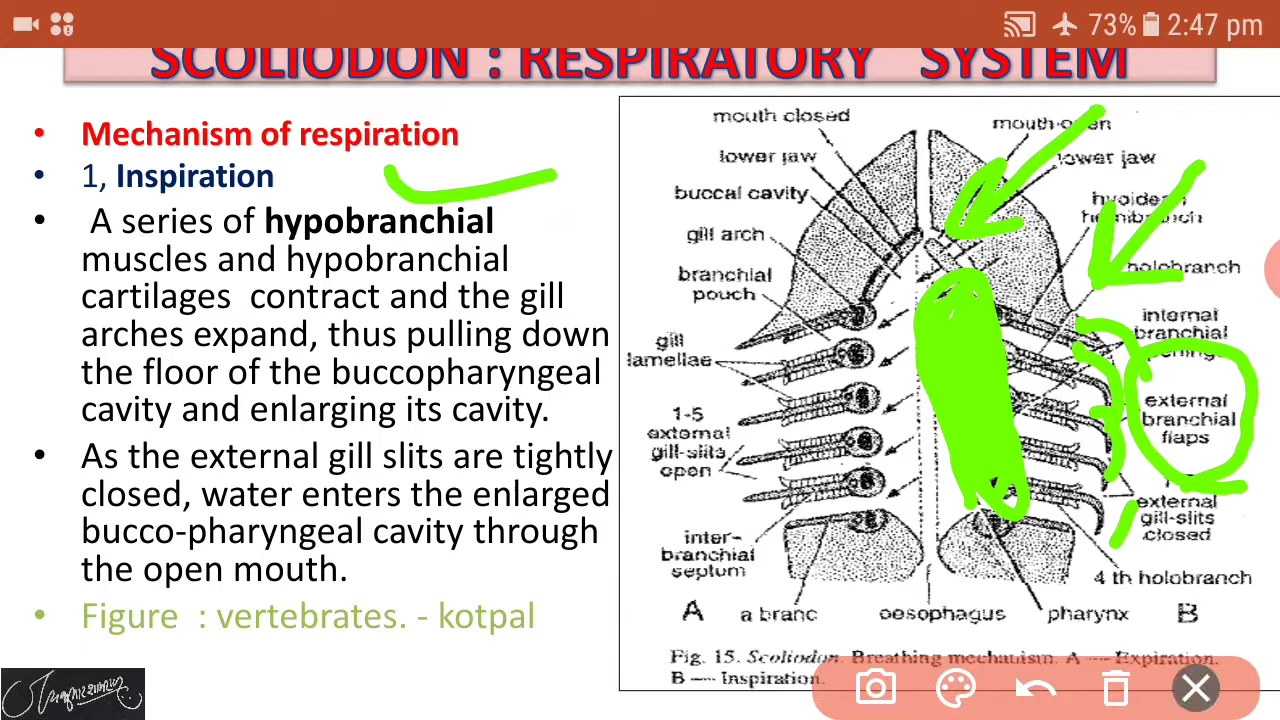 73% 2:47 pm
SCOLIODON : RESPIRATORY SYSTEM
• Mechanism of respiration
• 1, Inspiration
• A series of hypobranchial
muscles and hypobranchial
cartilages contract and the gill
arches expand, thus pulling down
the floor of the buccopharyngeal
cavity and enlarging its cavity.
• As the external gill slits are tightly
closed, water enters the enlarged
bucco-pharyngeal cavity through
the open mouth.
• Figure : vertebrates. - kotpal
mouth closed
lower jaw
buccal cavity
gill arch
branchial
pouch
gill
lamellae
1-5
external
gill-slits
open
inter-
branchial
septum
A
a branc
oesophagus
pharynx
B
mouth open
lower jaw
hyoidean
hemibranch
holobranch
internal
branchial
openings
external
branchial
flaps
external
gill-slits
closed
4 th holobranch
Fig. 15. Scoliodon. Breathing mechanism. A — Expiration.
B — Inspiration.